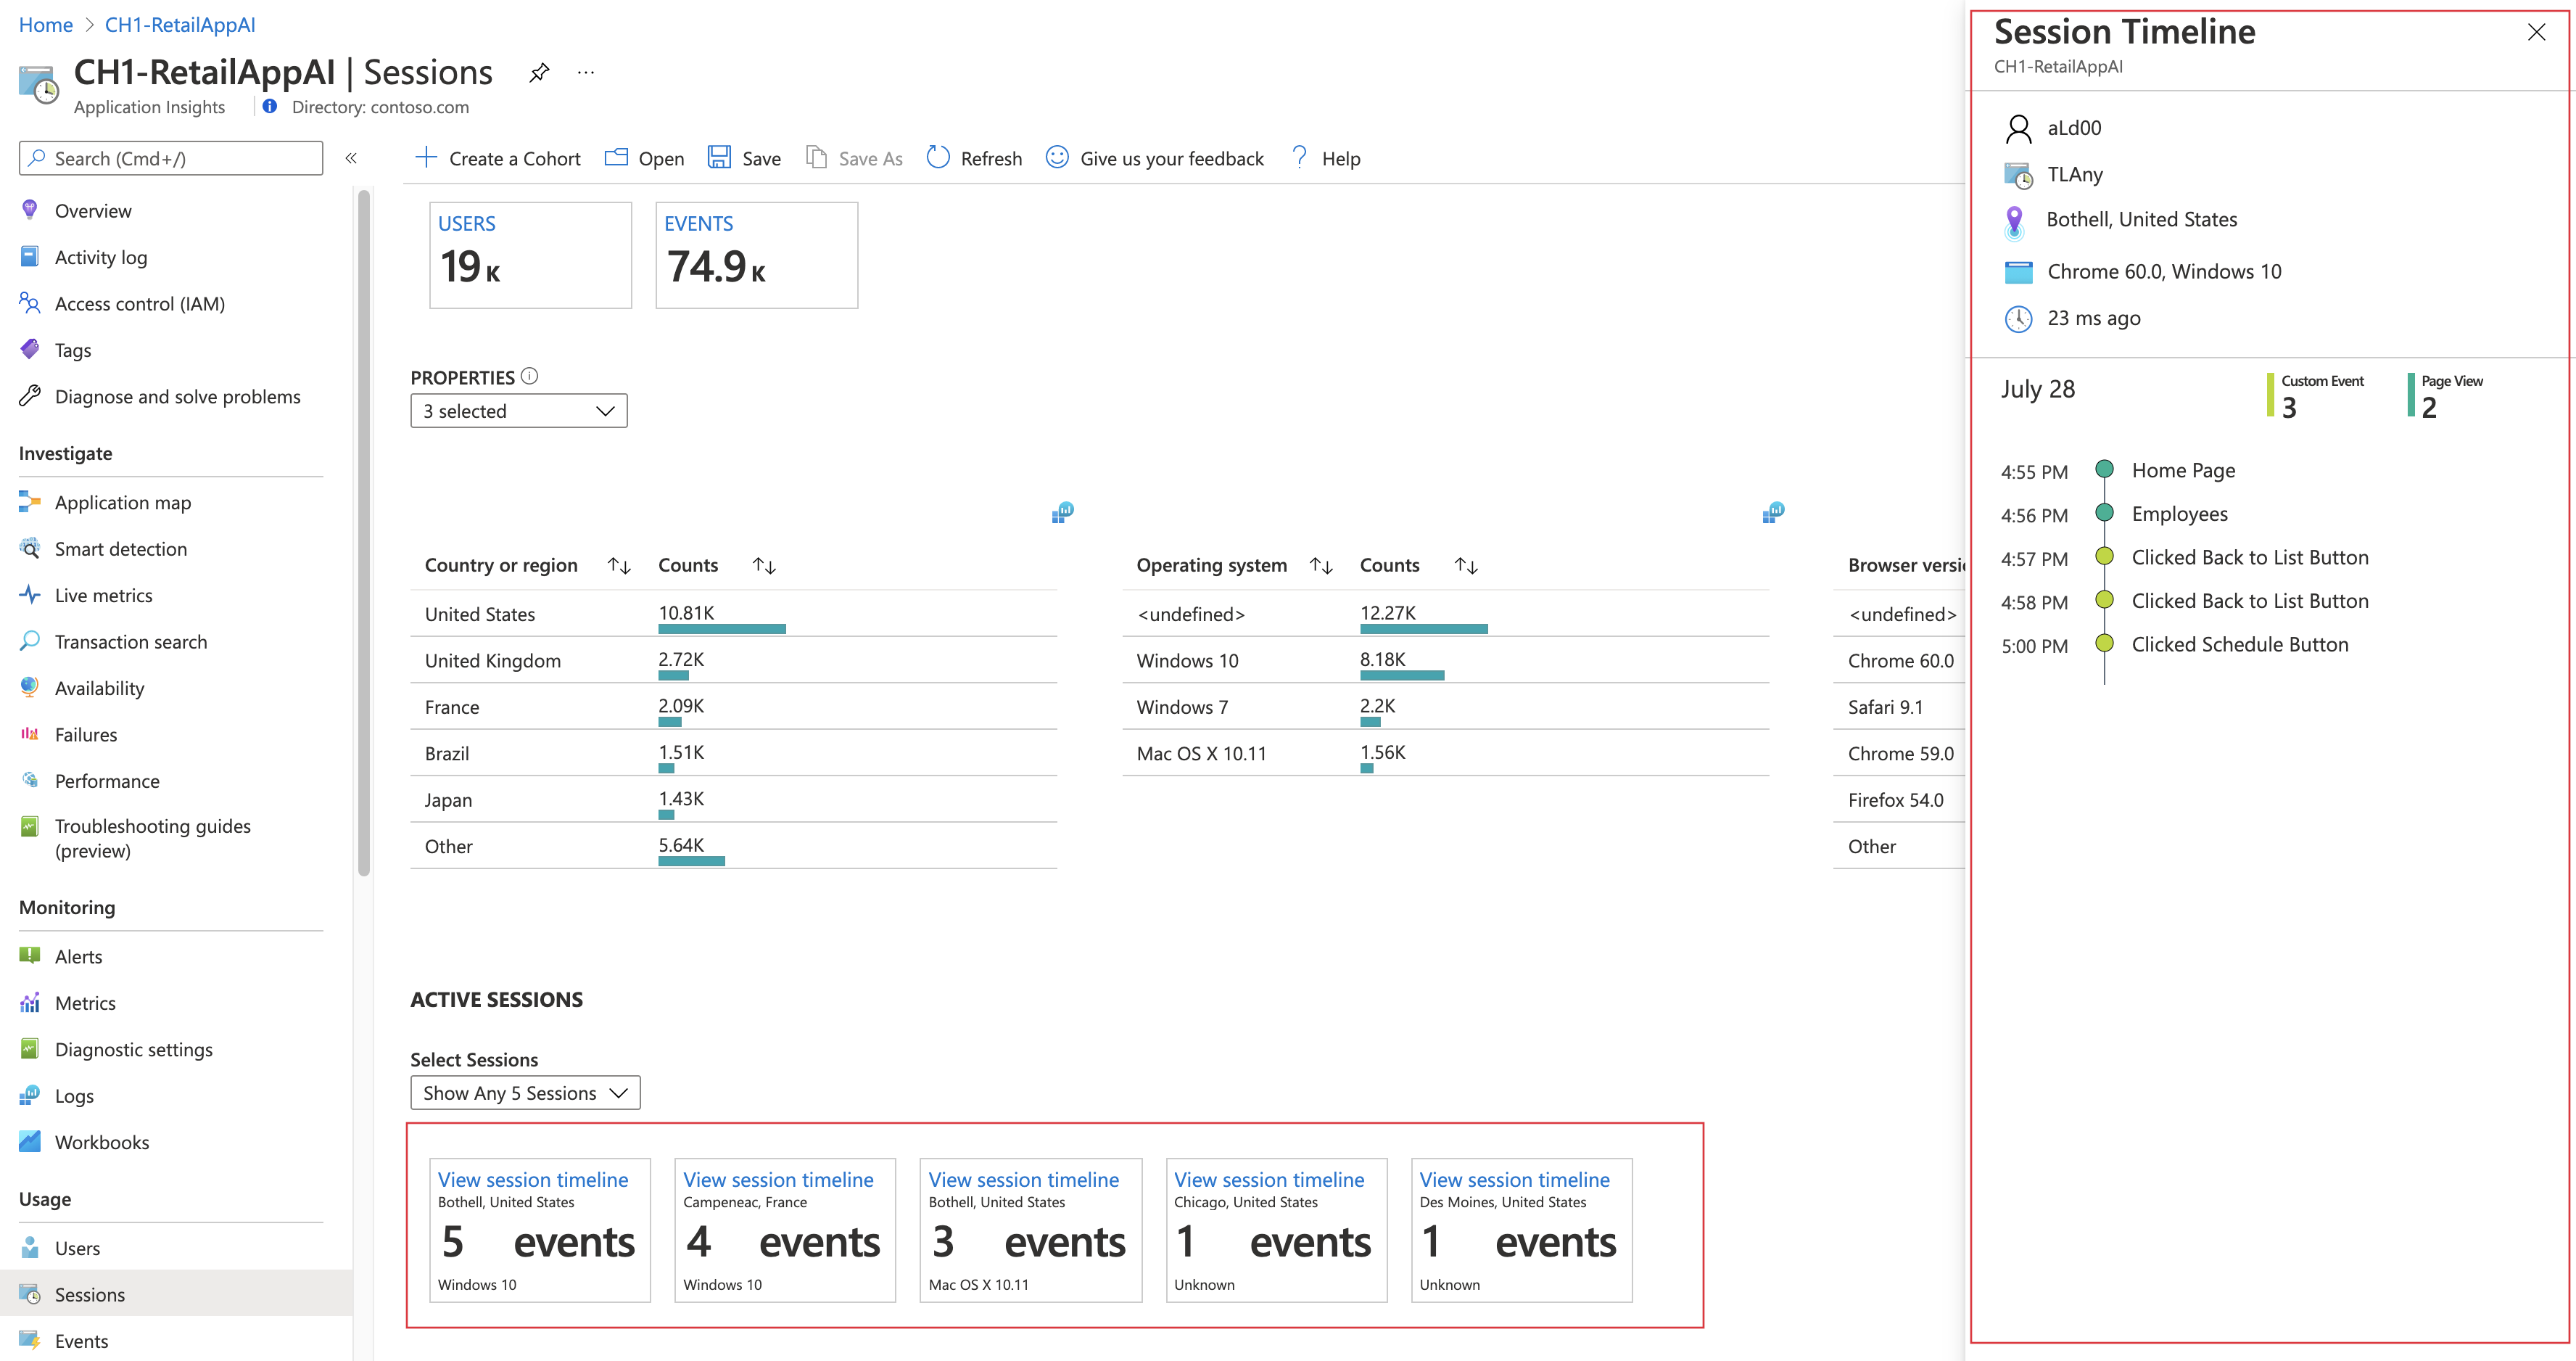 Home > CH1-RetailAppAI
CH1-RetailAppAI | Sessions ...
Application Insights
Directory: contoso.com
Search (Cmd+/)
«
Overview
Activity log
Access control (IAM)
Tags
Diagnose and solve problems
Investigate
Application map
Smart detection
Live metrics
Transaction search
Availability
Failures
Performance
Troubleshooting guides
(preview)
Monitoring
Alerts
Metrics
Diagnostic settings
Logs
Workbooks
Usage
Users
Sessions
Events
Create a Cohort
Open
Save
Save As
Refresh
Give us your feedback
? Help
USERS
19 K
EVENTS
74.9 K
PROPERTIES
3 selected
Country or region Counts
United States 10.81K
United Kingdom 2.72K
France 2.09K
Brazil 1.51K
Japan 1.43K
Other 5.64K
Operating system Counts
<undefined> 12.27K
Windows 10 8.18K
Windows 7 2.2K
Mac OS X 10.11 1.56K
Browser versi
<undefined>
Chrome 60.0
Safari 9.1
Chrome 59.0
Firefox 54.0
Other
ACTIVE SESSIONS
Select Sessions
Show Any 5 Sessions
View session timeline
Bothell, United States
5 events
Windows 10
View session timeline
Campeneac, France
4 events
Windows 10
View session timeline
Bothell, United States
3 events
Mac OS X 10.11
View session timeline
Chicago, United States
1 events
Unknown
View session timeline
Des Moines, United States
1 events
Unknown
Session Timeline
CH1-RetailAppAI
aLd00
TLAny
Bothell, United States
Chrome 60.0, Windows 10
23 ms ago
July 28
Custom Event
3
Page View
2
4:55 PM Home Page
4:56 PM Employees
4:57 PM Clicked Back to List Button
4:58 PM Clicked Back to List Button
5:00 PM Clicked Schedule Button